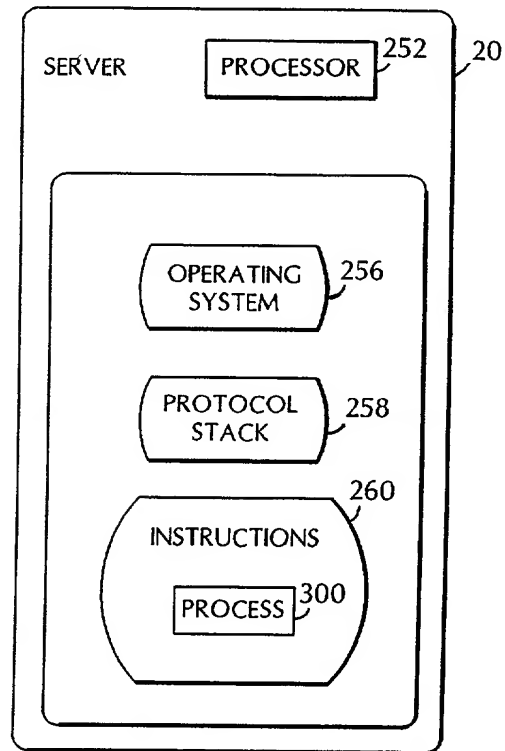 SERVER
PROCESSOR
252
20
OPERATING
SYSTEM
256
PROTOCOL
STACK
258
260
INSTRUCTIONS
PROCESS
300